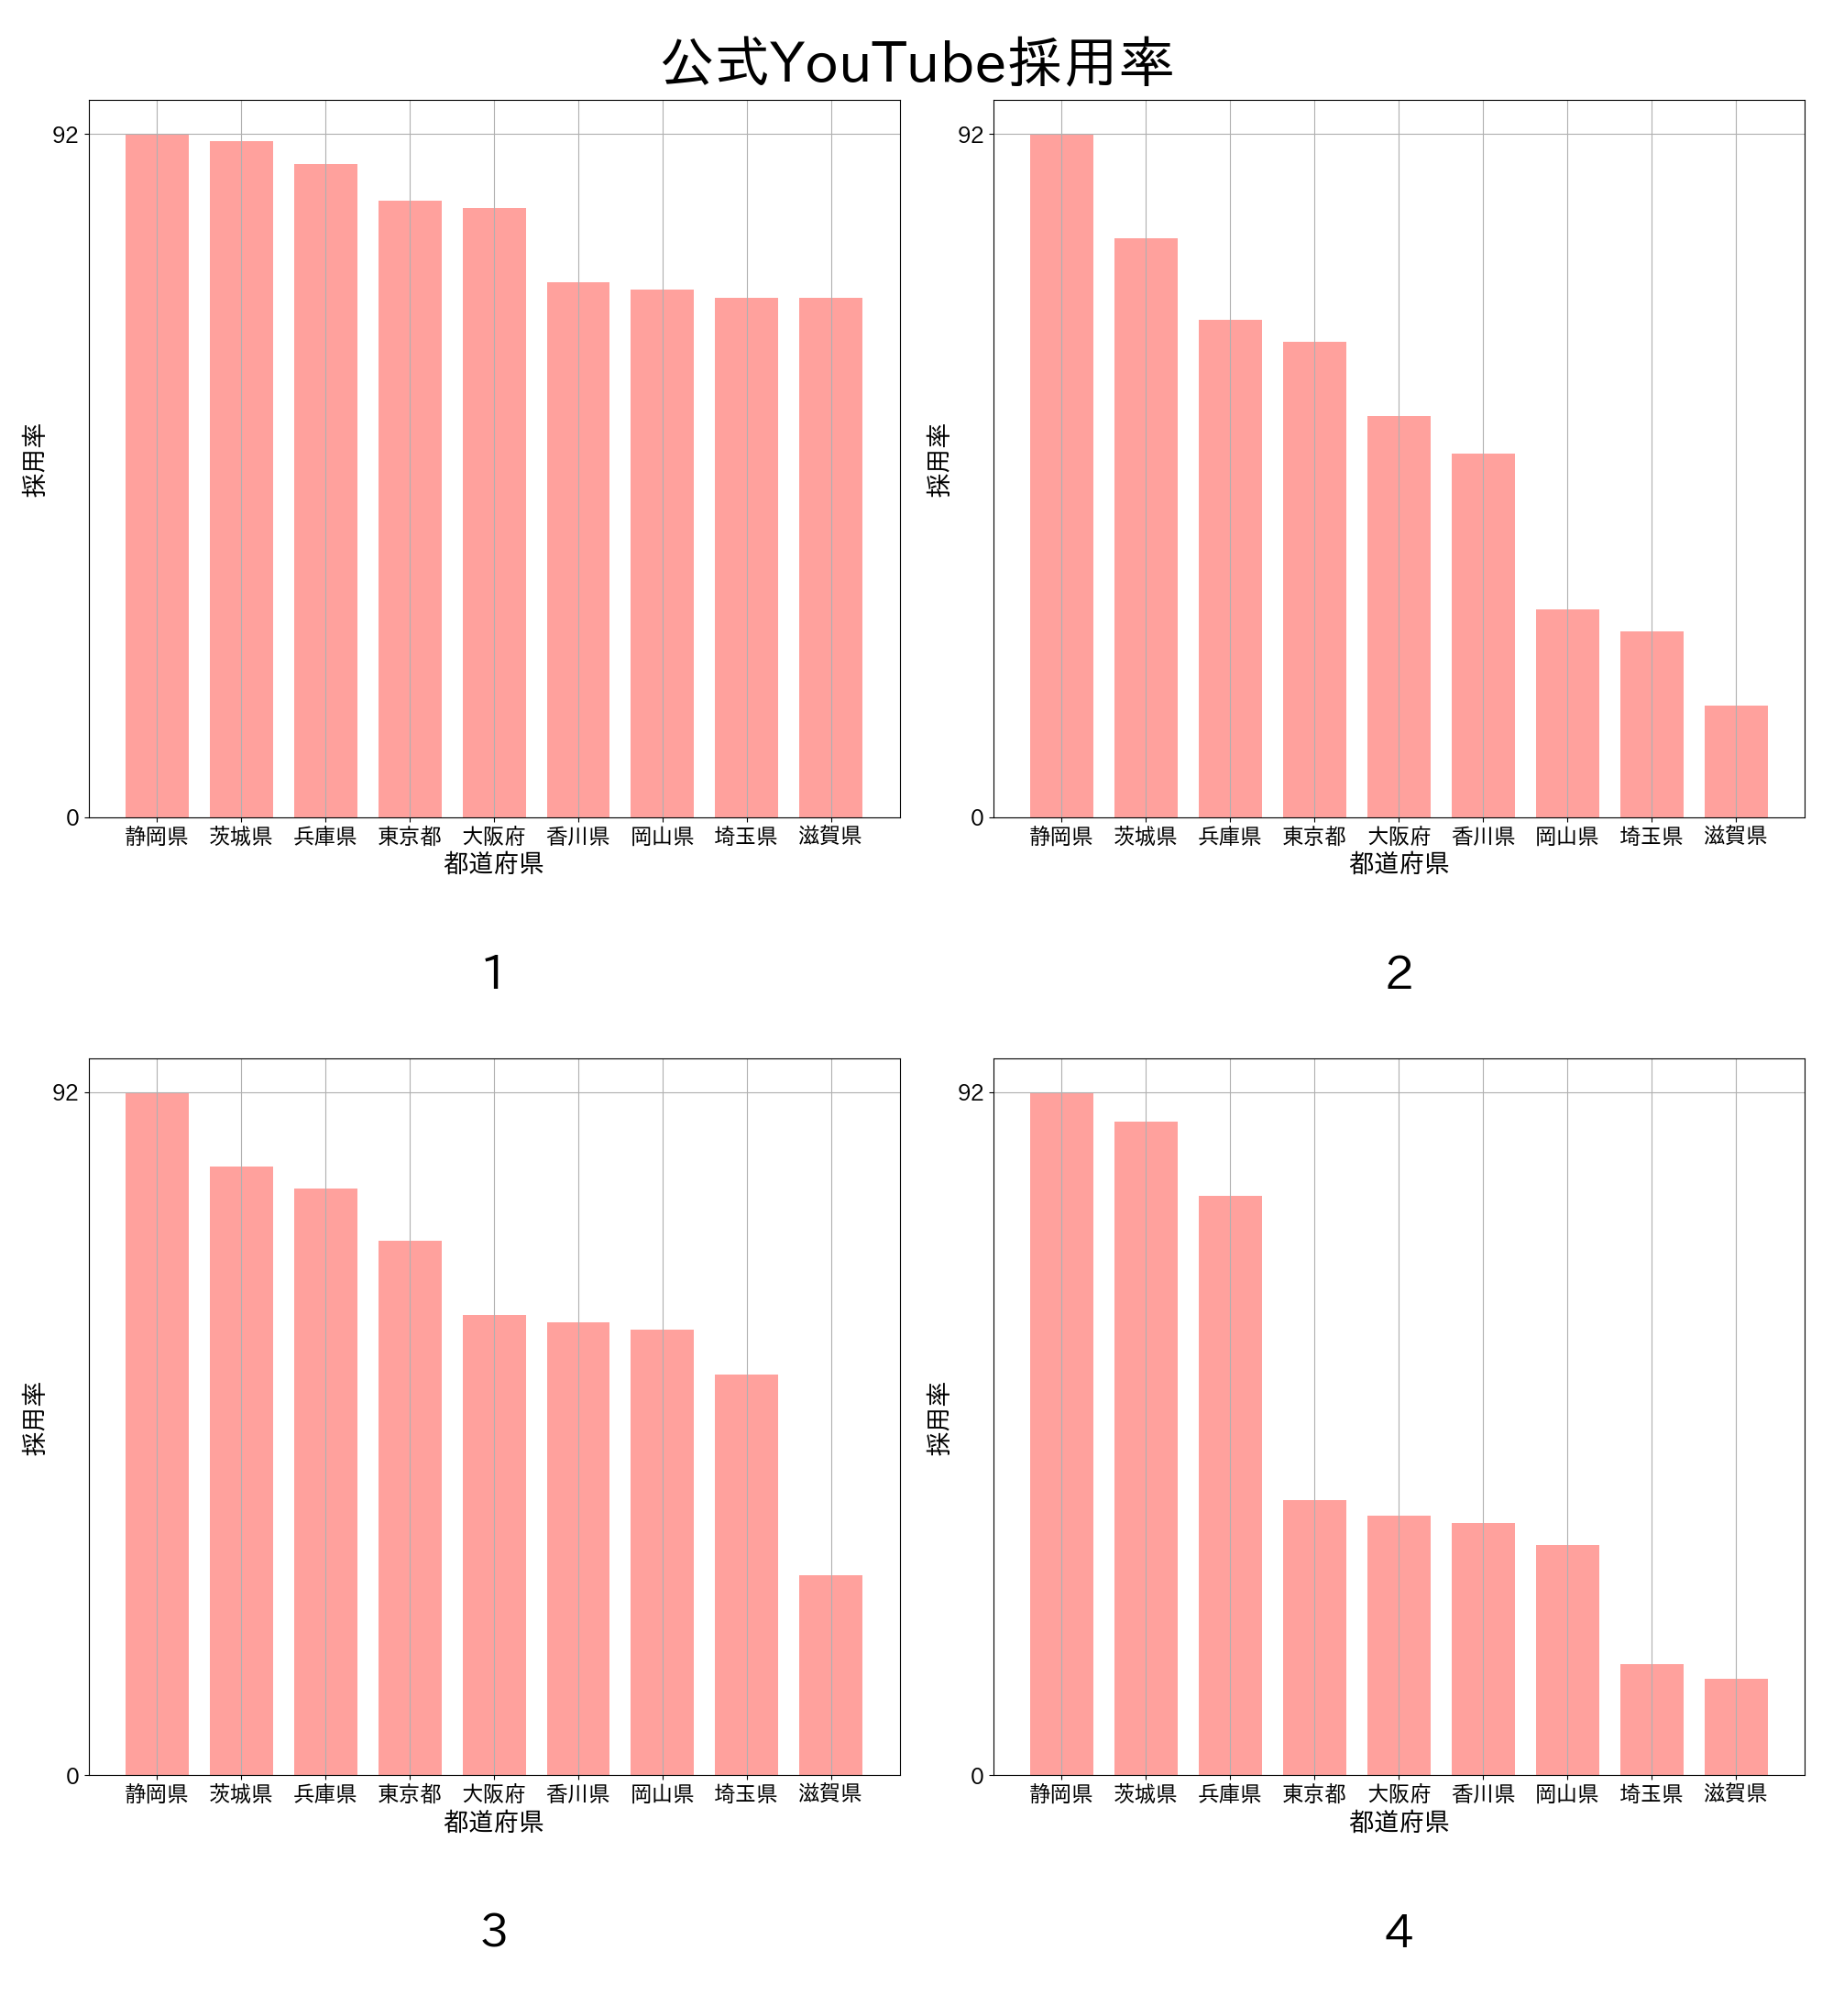 公式YouTube採用率
92
0
採用率
静岡県 茨城県 兵庫県 東京都 大阪府 香川県 岡山県 埼玉県 滋賀県
都道府県
1
92
0
採用率
静岡県 茨城県 兵庫県 東京都 大阪府 香川県 岡山県 埼玉県 滋賀県
都道府県
2
92
0
採用率
静岡県 茨城県 兵庫県 東京都 大阪府 香川県 岡山県 埼玉県 滋賀県
都道府県
3
92
0
採用率
静岡県 茨城県 兵庫県 東京都 大阪府 香川県 岡山県 埼玉県 滋賀県
都道府県
4